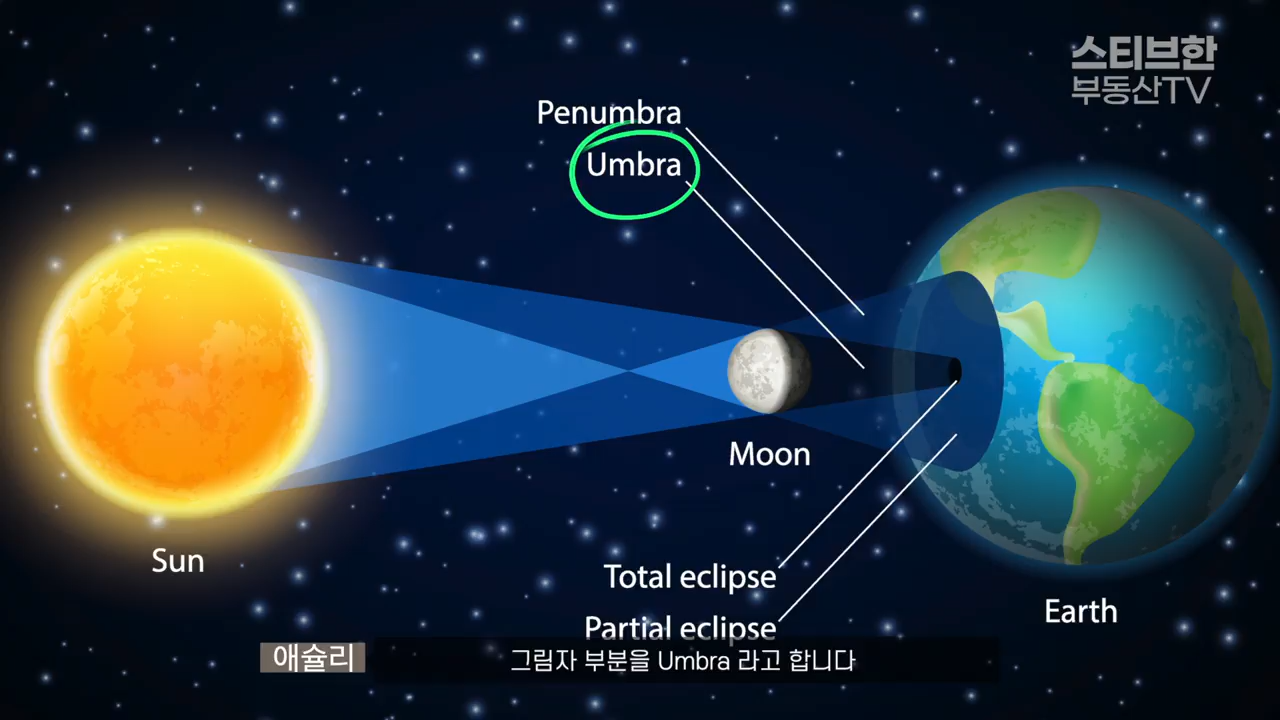 스티브한
부동산TV
Penumbra
Umbra
Moon
Sun
Total eclipse
Earth
Partial eclipse
애슐리
그림자 부분을 Umbra 라고 합니다